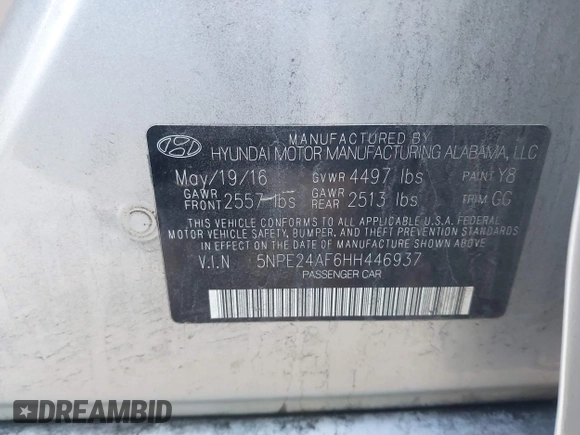 MANUFACTURED BY
HYUNDAI MOTOR MANUFACTURING ALABAMA, LLC
May/19/16 GVWR 4497 lbs PAINT Y8
GAWR FRONT 2557 lbs GAWR REAR 2513 lbs TRIM GG
THIS VEHICLE CONFORMS TO ALL APPLICABLE U.S.A. FEDERAL
MOTOR VEHICLE SAFETY, BUMPER, AND THEFT PREVENTION
STANDARDS IN EFFECT ON THE DATE OF MANUFACTURE SHOWN ABOVE.
V.I.N 5NPE24AF6HH446937
PASSENGER CAR
DREAMBID